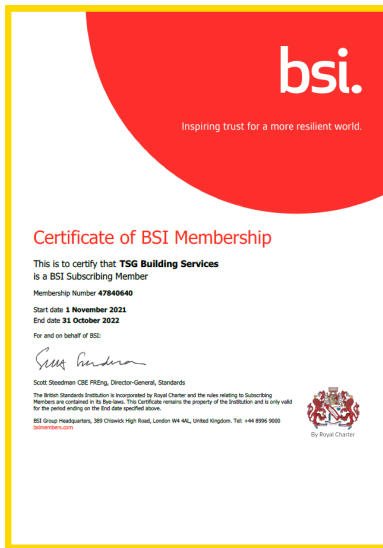 bsi.
Inspiring trust for a more resilient world.
Certificate of BSI Membership
This is to certify that TSG Building Services
is a BSI Subscribing Member
Membership Number 47840640
Start date 1 November 2021
End date 31 October 2022
For and on behalf of BSI:
Scott Steedman CBE FREng, Director-General, Standards
The British Standards Institution is incorporated by Royal Charter and the rules relating to Subscribing
Members are contained in its Bye-laws. This Certificate remains the property of the Institution and is only valid
for the period ending on the End date specified above.
BSI Group Headquarters, 389 Chiswick High Road, London W4 4AL, United Kingdom. Tel: +44 8996 9000
bsimembers.com
By Royal Charter